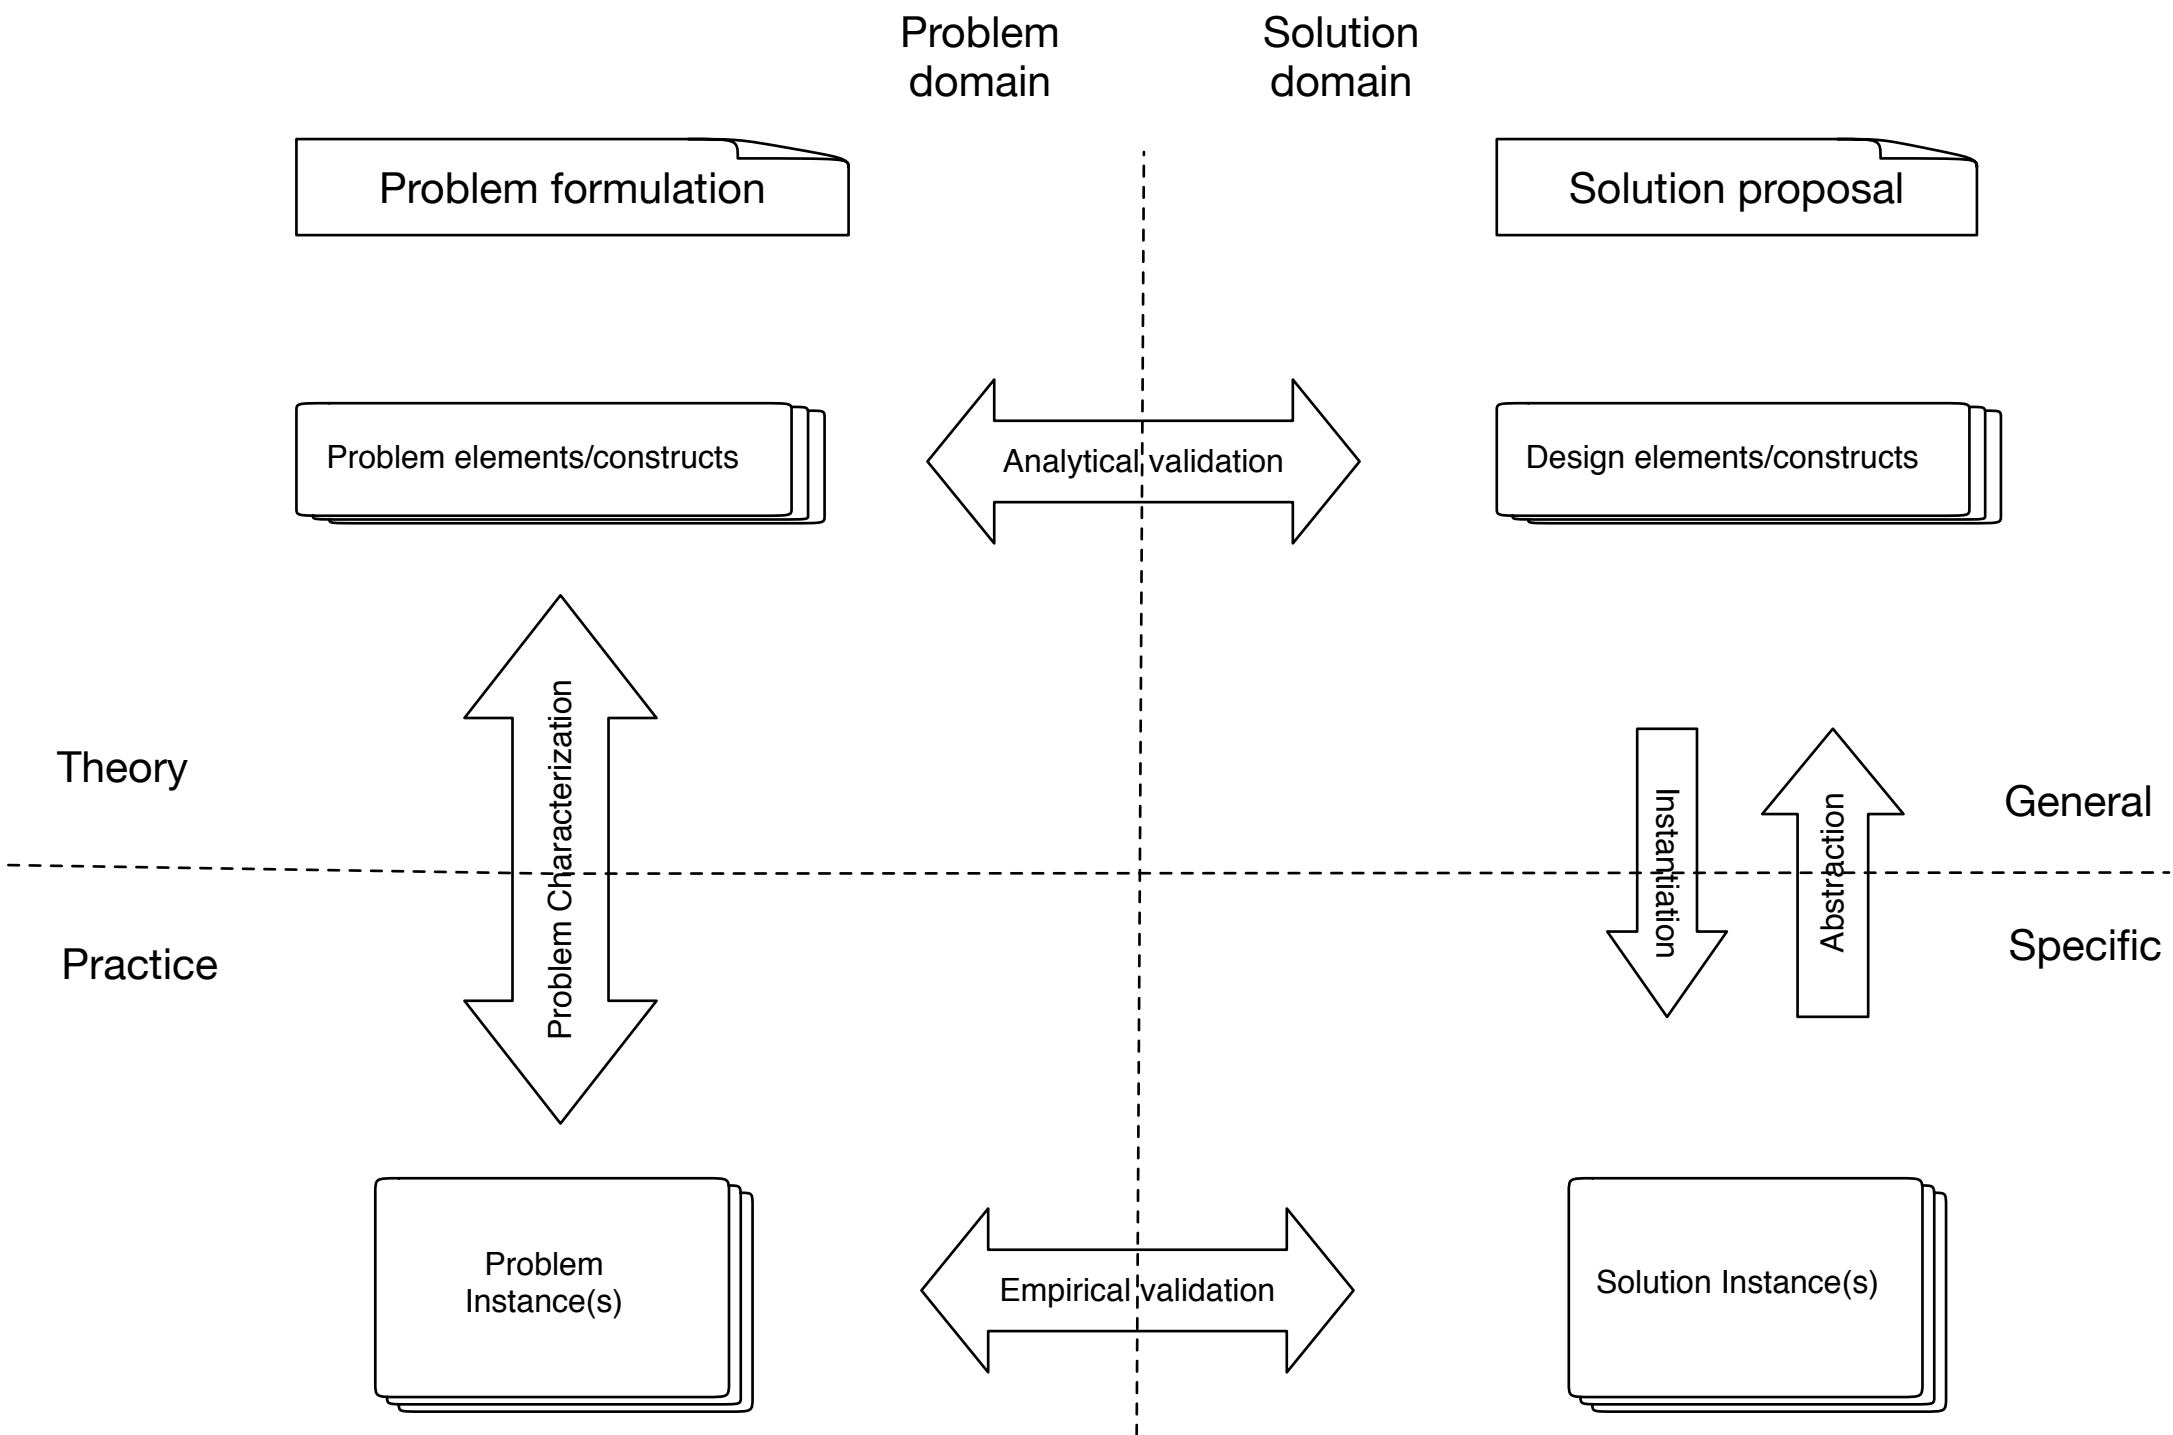 Problem
domain
Solution
domain
Problem formulation
Solution proposal
Problem elements/constructs
Analytical validation
Design elements/constructs
Problem Characterization
Instantiation
Abstraction
Theory
General
Practice
Specific
Problem
Instance(s)
Empirical validation
Solution Instance(s)